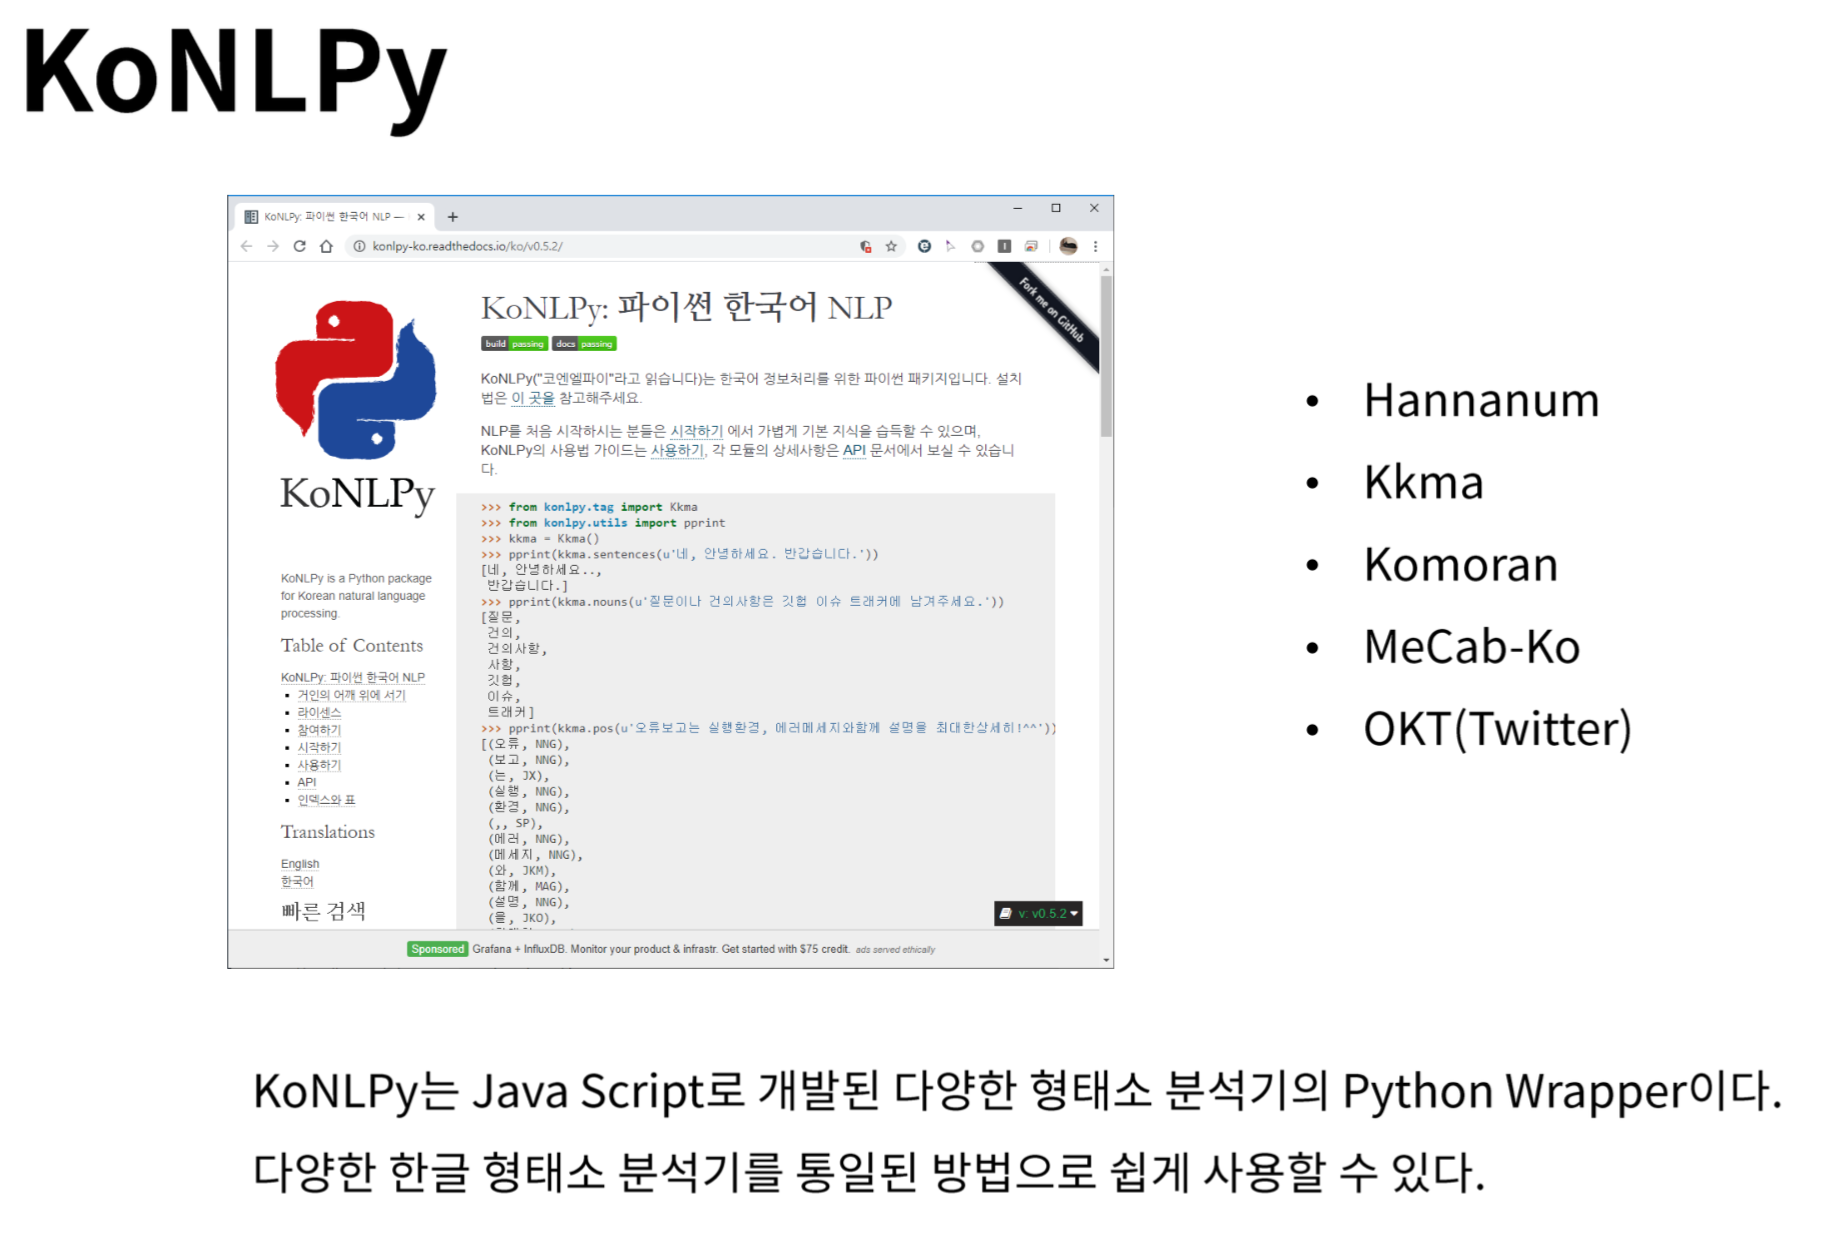 KoNLPy
KoNLPy: 파이썬 한국어 NLP —
konlpy-ko.readthedocs.io/ko/v0.5.2/
Fork me on GitHub
KoNLPy
KoNLPy is a Python package
for Korean natural language
processing.
Table of Contents
KoNLPy: 파이썬 한국어 NLP
▪ 거인의 어깨 위에 서기
▪ 라이센스
▪ 참여하기
▪ 시작하기
▪ 사용하기
▪ API
▪ 인덱스와 표
Translations
English
한국어
빠른 검색
KoNLPy: 파이썬 한국어 NLP
build passing docs passing
KoNLPy("코엔엘파이"라고 읽습니다)는 한국어 정보처리를 위한 파이썬 패키지입니다. 설치
법은 이 곳을 참고해주세요.
NLP를 처음 시작하시는 분들은 시작하기 에서 가볍게 기본 지식을 습득할 수 있으며,
KoNLPy의 사용법 가이드는 사용하기, 각 모듈의 상세사항은 API 문서에서 보실 수 있습니
다.
>>> from konlpy.tag import Kkma
>>> from konlpy.utils import pprint
>>> kkma = Kkma()
>>> pprint(kkma.sentences(u'네, 안녕하세요. 반갑습니다.'))
[네, 안녕하세요..,
반갑습니다.]
>>> pprint(kkma.nouns(u'질문이나 건의사항은 깃헙 이슈 트래커에 남겨주세요.'))
[질문,
건의,
건의사항,
사항,
깃헙,
이슈,
트래커]
>>> pprint(kkma.pos(u'오류보고는 실행환경, 에러메세지와함께 설명을 최대한상세히!^^'))
[(오류, NNG),
(보고, NNG),
(는, JX),
(실행, NNG),
(환경, NNG),
(,, SP),
(에러, NNG),
(메세지, NNG),
(와, JKM),
(함께, MAG),
(설명, NNG),
(을, JKO),
v: v0.5.2
Sponsored Grafana + InfluxDB. Monitor your product & infrastr. Get started with $75 credit. ads served ethically
• Hannanum
• Kkma
• Komoran
• MeCab-Ko
• OKT(Twitter)
KoNLPy는 Java Script로 개발된 다양한 형태소 분석기의 Python Wrapper이다.
다양한 한글 형태소 분석기를 통일된 방법으로 쉽게 사용할 수 있다.